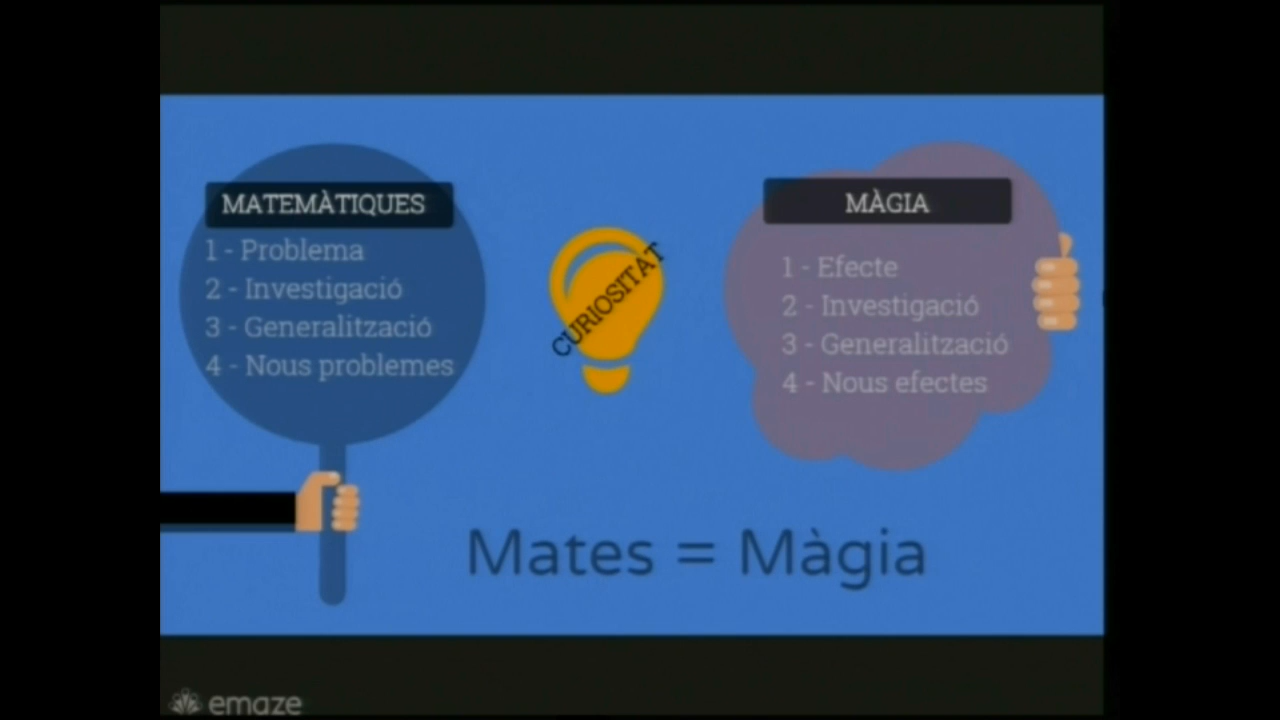 MATEMÀTIQUES
1 - Problema
2 - Investigació
3 - Generalització
4 - Nous problemes
CURIOSITAT
MÀGIA
1 - Efecte
2 - Investigació
3 - Generalització
4 - Nous efectes
Mates = Màgia
emaze